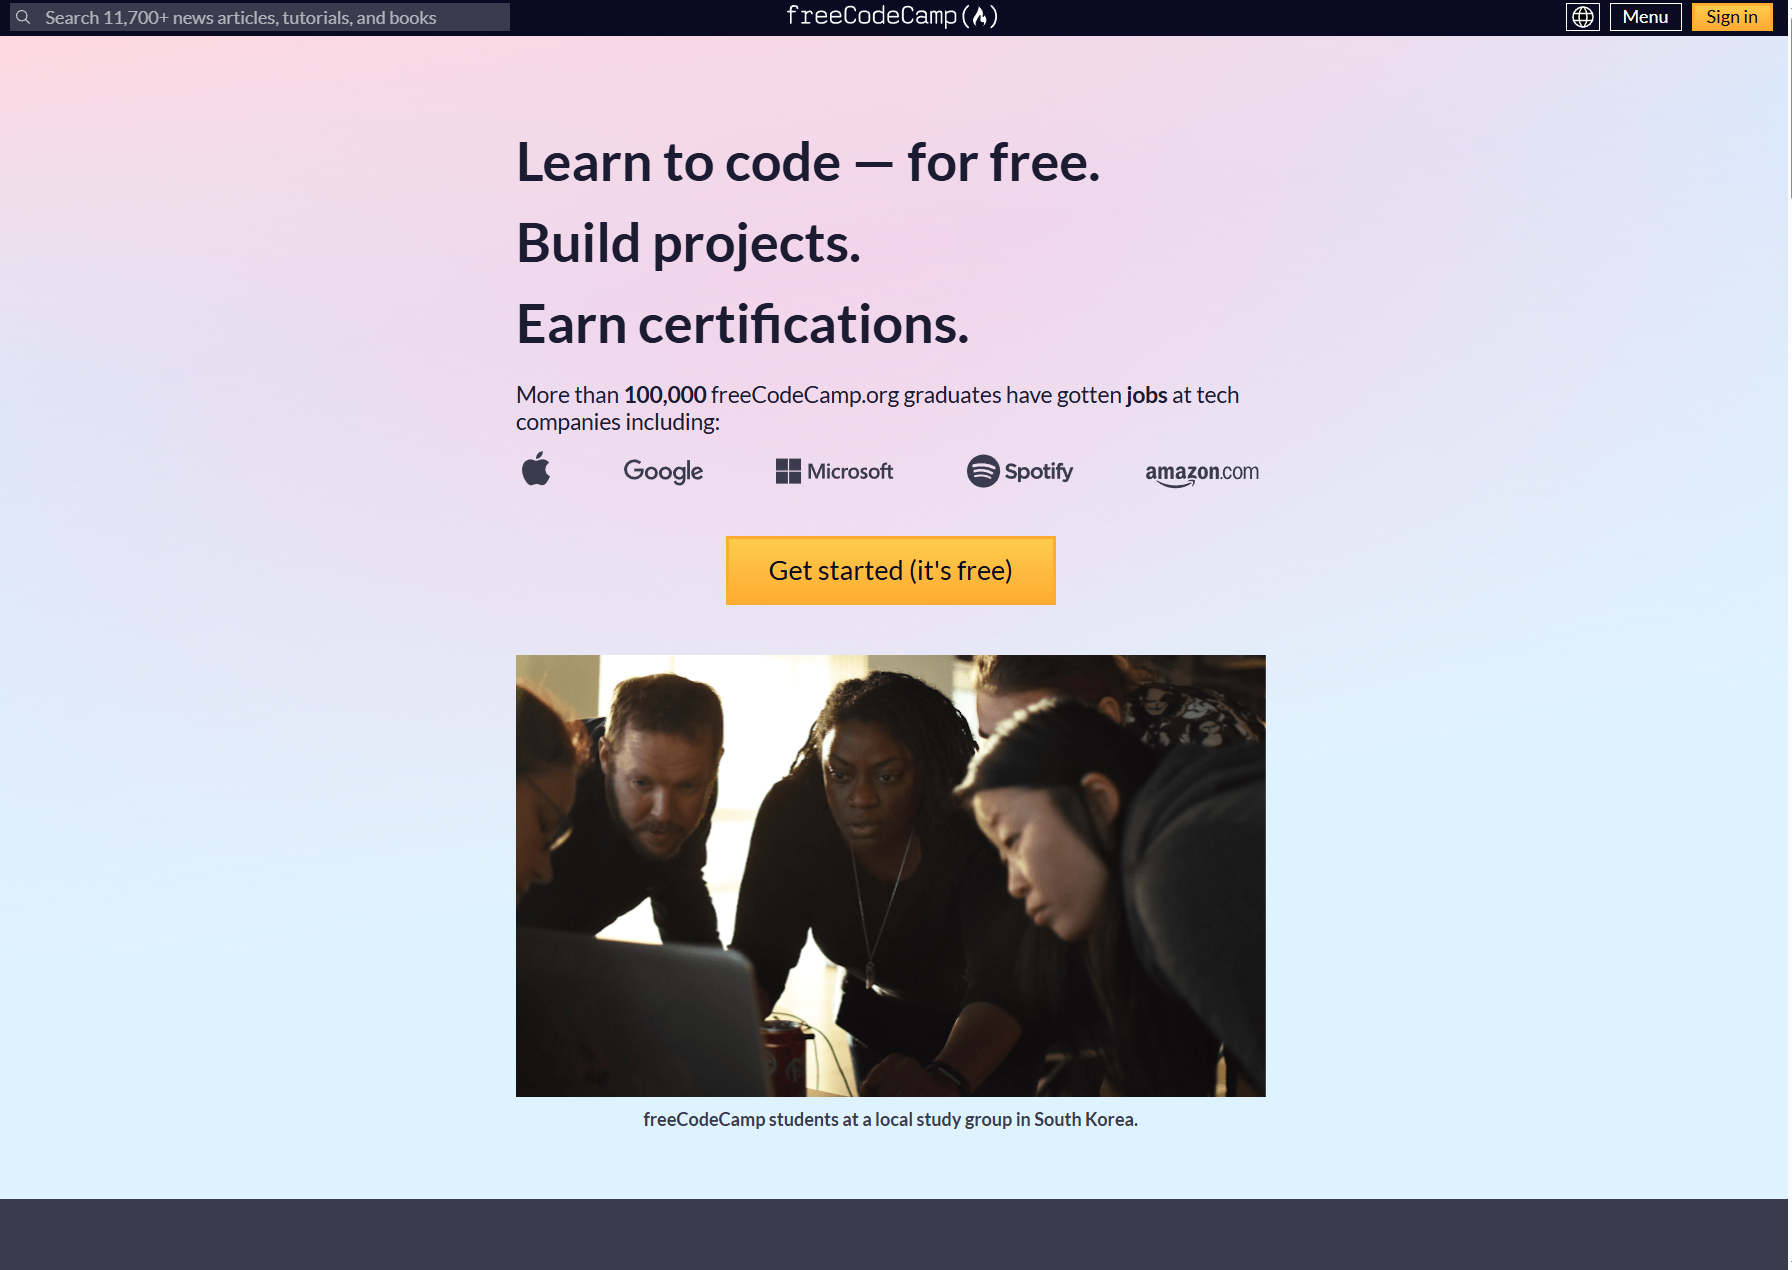 Search 11,700+ news articles, tutorials, and books
freeCodeCamp(🔥)
Menu
Sign in
Learn to code — for free.
Build projects.
Earn certifications.
More than 100,000 freeCodeCamp.org graduates have gotten jobs at tech
companies including:
Google
Microsoft
Spotify
amazon.com
Get started (it's free)
freeCodeCamp students at a local study group in South Korea.